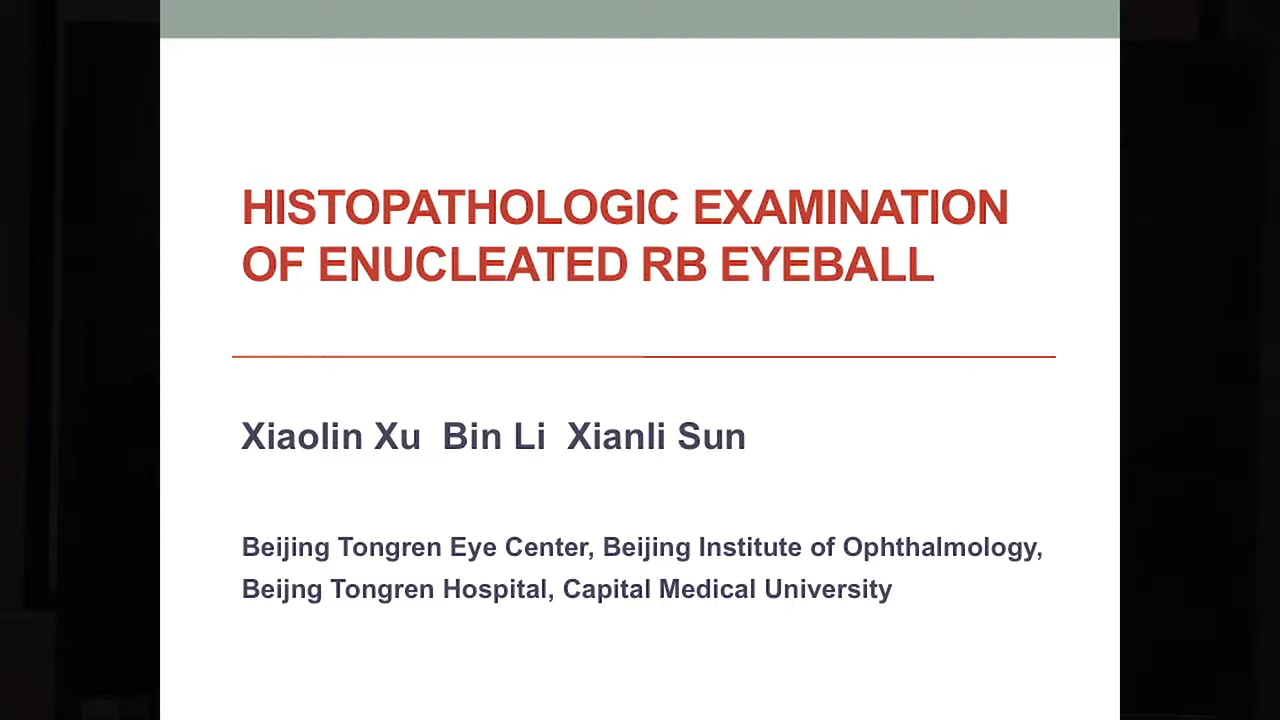 HISTOPATHOLOGIC EXAMINATION
OF ENUCLEATED RB EYEBALL
Xiaolin Xu  Bin Li  Xianli Sun
Beijing Tongren Eye Center, Beijing Institute of Ophthalmology,
Beijng Tongren Hospital, Capital Medical University